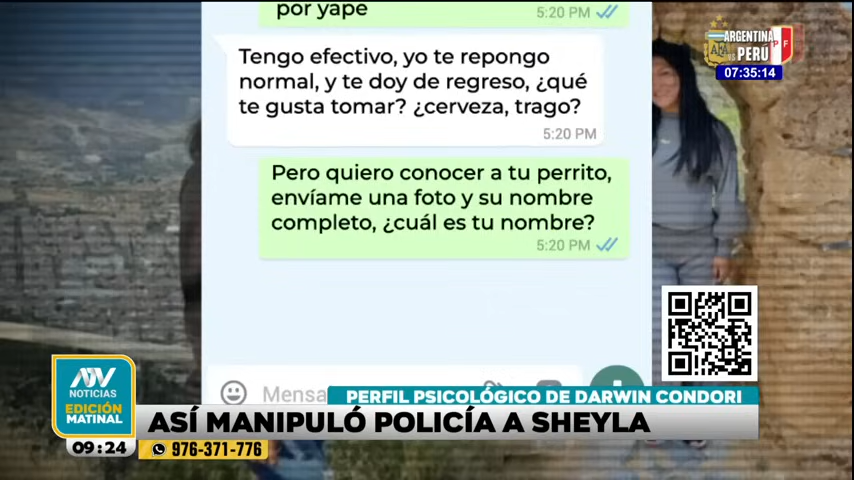 por yape
5:20 PM
Tengo efectivo, yo te repongo
normal, y te doy de regreso, ¿qué
te gusta tomar? ¿cerveza, trago?
5:20 PM
Pero quiero conocer a tu perrito,
envíame una foto y su nombre
completo, ¿cuál es tu nombre?
5:20 PM
ARGENTINA
VS
PERÚ
07:35:14
Mensa
PERFIL PSICOLÓGICO DE DARWIN CONDORI
ASÍ MANIPULÓ POLICÍA A SHEYLA
ATV
NOTICIAS
EDICIÓN
MATINAL
09:24
976-371-776